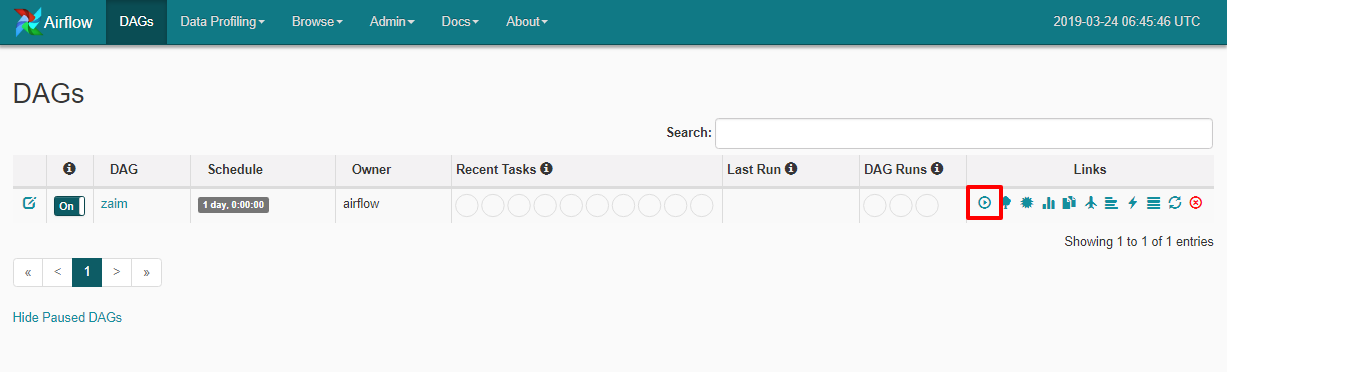 Airflow DAGs Data Profiling Browse Admin Docs About 2019-03-24 06:45:46 UTC
DAGs
Search:
DAG Schedule Owner Recent Tasks Last Run DAG Runs Links
On zaim 1 day, 0:00:00 airflow
Showing 1 to 1 of 1 entries
« < 1 > »
Hide Paused DAGs